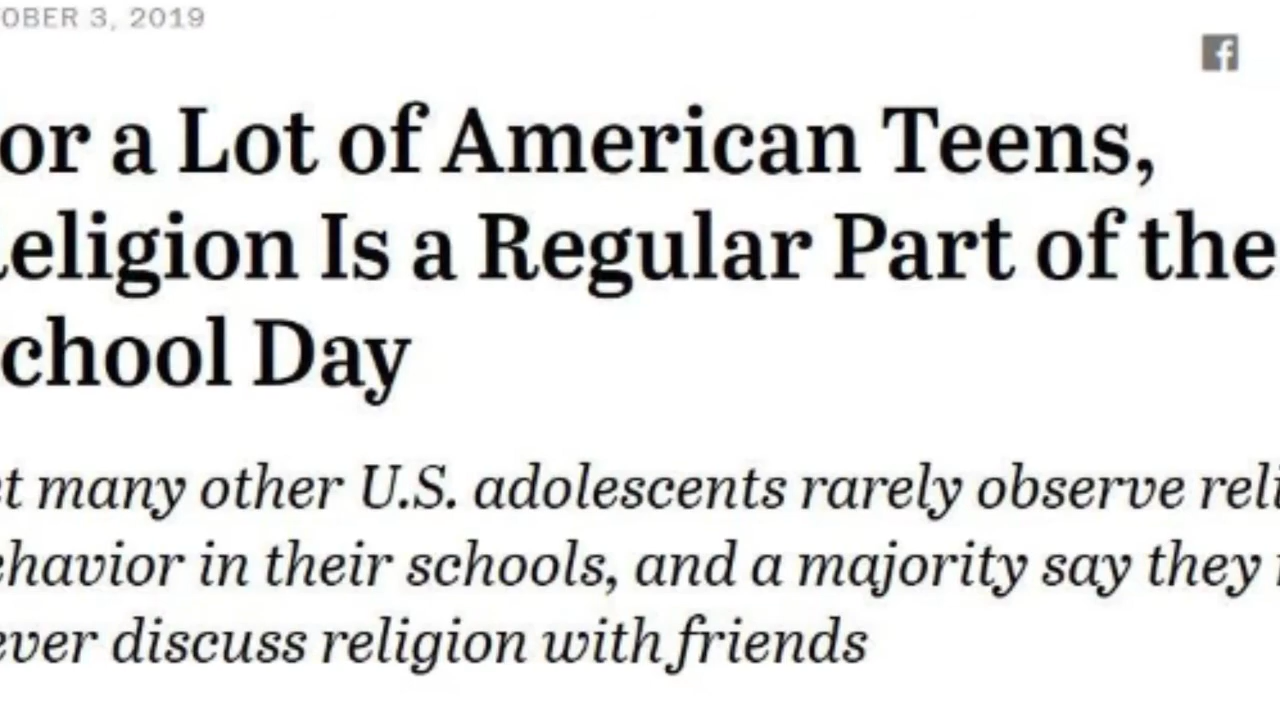 OBER 3, 2019
or a Lot of American Teens,
eligion Is a Regular Part of the
chool Day
t many other U.S. adolescents rarely observe reli
havior in their schools, and a majority say they
ever discuss religion with friends